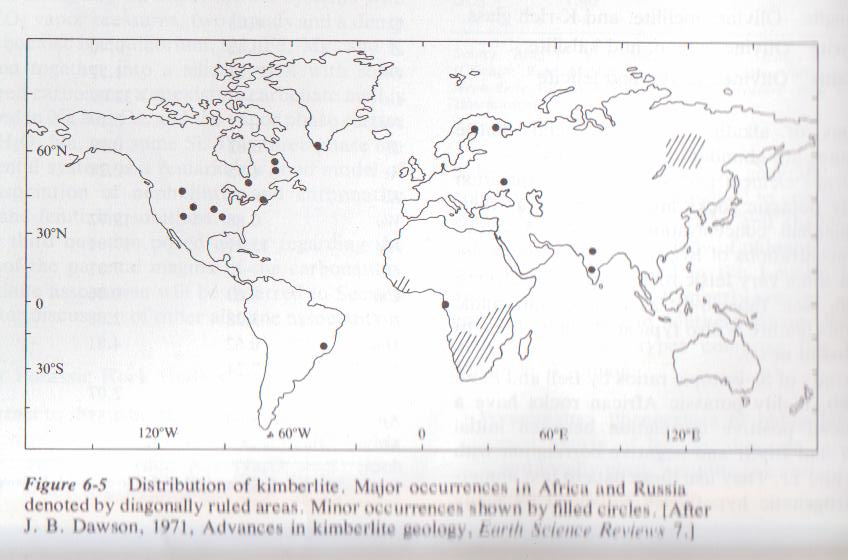 60°N
30°N
0
30°S
120°W 60°W 0 60°E 120°E
Figure 6-5 Distribution of kimberlite. Major occurrences in Africa and Russia
denoted by diagonally ruled areas. Minor occurrences shown by filled circles. [After
J. B. Dawson, 1971, Advances in kimberlite geology, Earth Science Reviews 7.]